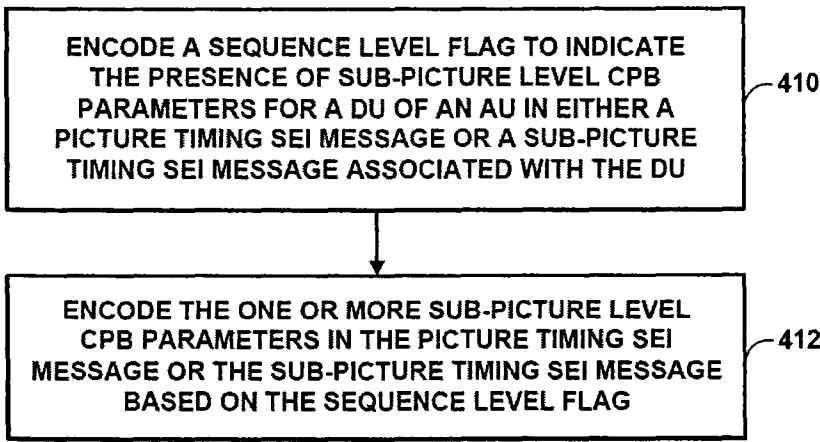 ENCODE A SEQUENCE LEVEL FLAG TO INDICATE
THE PRESENCE OF SUB-PICTURE LEVEL CPB
PARAMETERS FOR A DU OF AN AU IN EITHER A
PICTURE TIMING SEI MESSAGE OR A SUB-PICTURE
TIMING SEI MESSAGE ASSOCIATED WITH THE DU
410
ENCODE THE ONE OR MORE SUB-PICTURE LEVEL
CPB PARAMETERS IN THE PICTURE TIMING SEI
MESSAGE OR THE SUB-PICTURE TIMING SEI MESSAGE
BASED ON THE SEQUENCE LEVEL FLAG
412